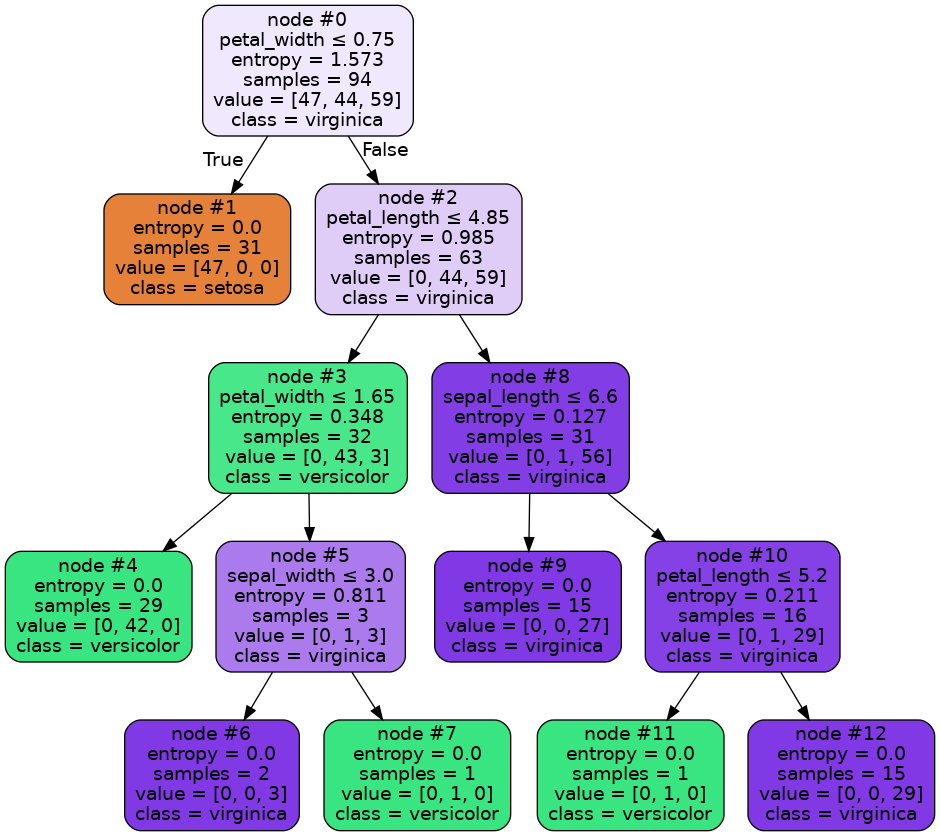 node #0
petal_width ≤ 0.75
entropy = 1.573
samples = 94
value = [47, 44, 59]
class = virginica
True
False
node #1
entropy = 0.0
samples = 31
value = [47, 0, 0]
class = setosa
node #2
petal_length ≤ 4.85
entropy = 0.985
samples = 63
value = [0, 44, 59]
class = virginica
node #3
petal_width ≤ 1.65
entropy = 0.348
samples = 32
value = [0, 43, 3]
class = versicolor
node #8
sepal_length ≤ 6.6
entropy = 0.127
samples = 31
value = [0, 1, 56]
class = virginica
node #4
entropy = 0.0
samples = 29
value = [0, 42, 0]
class = versicolor
node #5
sepal_width ≤ 3.0
entropy = 0.811
samples = 3
value = [0, 1, 3]
class = virginica
node #9
entropy = 0.0
samples = 15
value = [0, 0, 27]
class = virginica
node #10
petal_length ≤ 5.2
entropy = 0.211
samples = 16
value = [0, 1, 29]
class = virginica
node #6
entropy = 0.0
samples = 2
value = [0, 0, 3]
class = virginica
node #7
entropy = 0.0
samples = 1
value = [0, 1, 0]
class = versicolor
node #11
entropy = 0.0
samples = 1
value = [0, 1, 0]
class = versicolor
node #12
entropy = 0.0
samples = 15
value = [0, 0, 29]
class = virginica